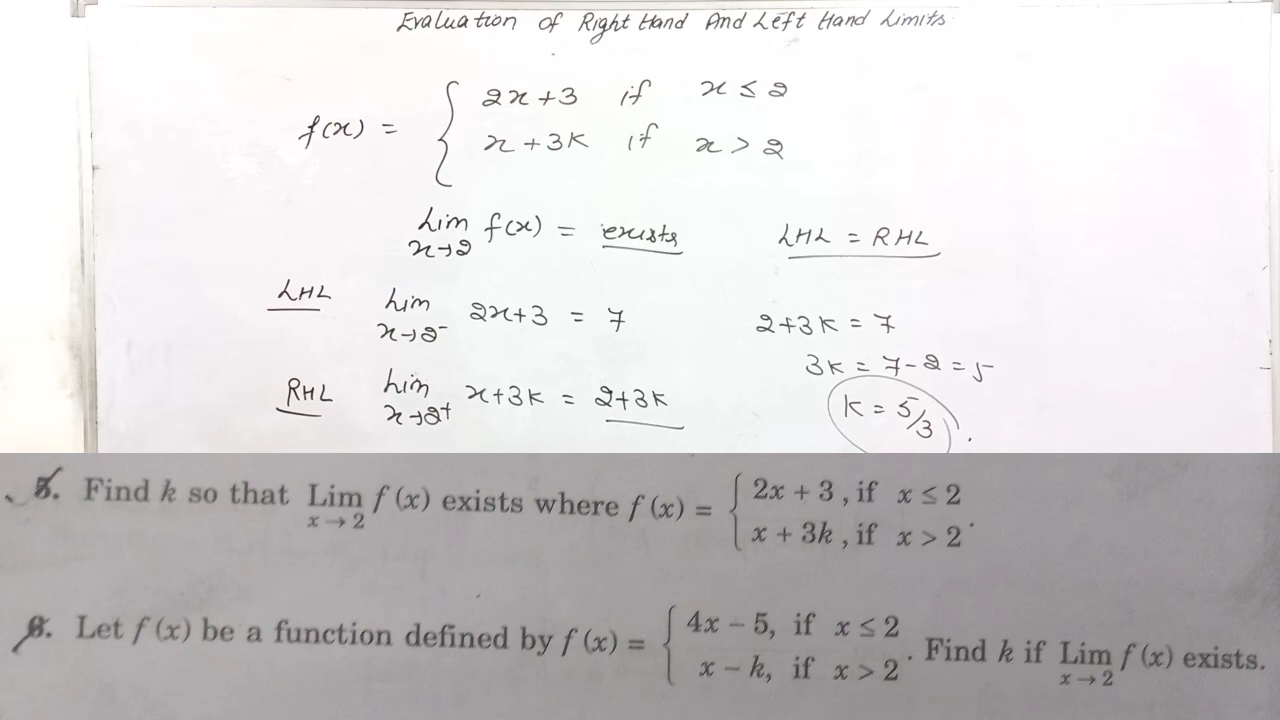 Evaluation of Right Hand And Left Hand Limits
f(x) = { 2x+3 if x ≤ 2
x+3k if x > 2
Lim x→2 f(x) = exists LHL = RHL
LHL Lim x→2⁻ 2x+3 = 7 2+3k = 7
3k = 7-2 = 5
RHL Lim x→2⁺ x+3k = 2+3k k = 5/3.
5. Find k so that Lim x → 2 f (x) exists where f (x) = { 2x + 3 , if x ≤ 2
x + 3k , if x > 2 .
6. Let f (x) be a function defined by f (x) = { 4x – 5, if x ≤ 2
x – k, if x > 2 . Find k if Lim x → 2 f (x) exists.